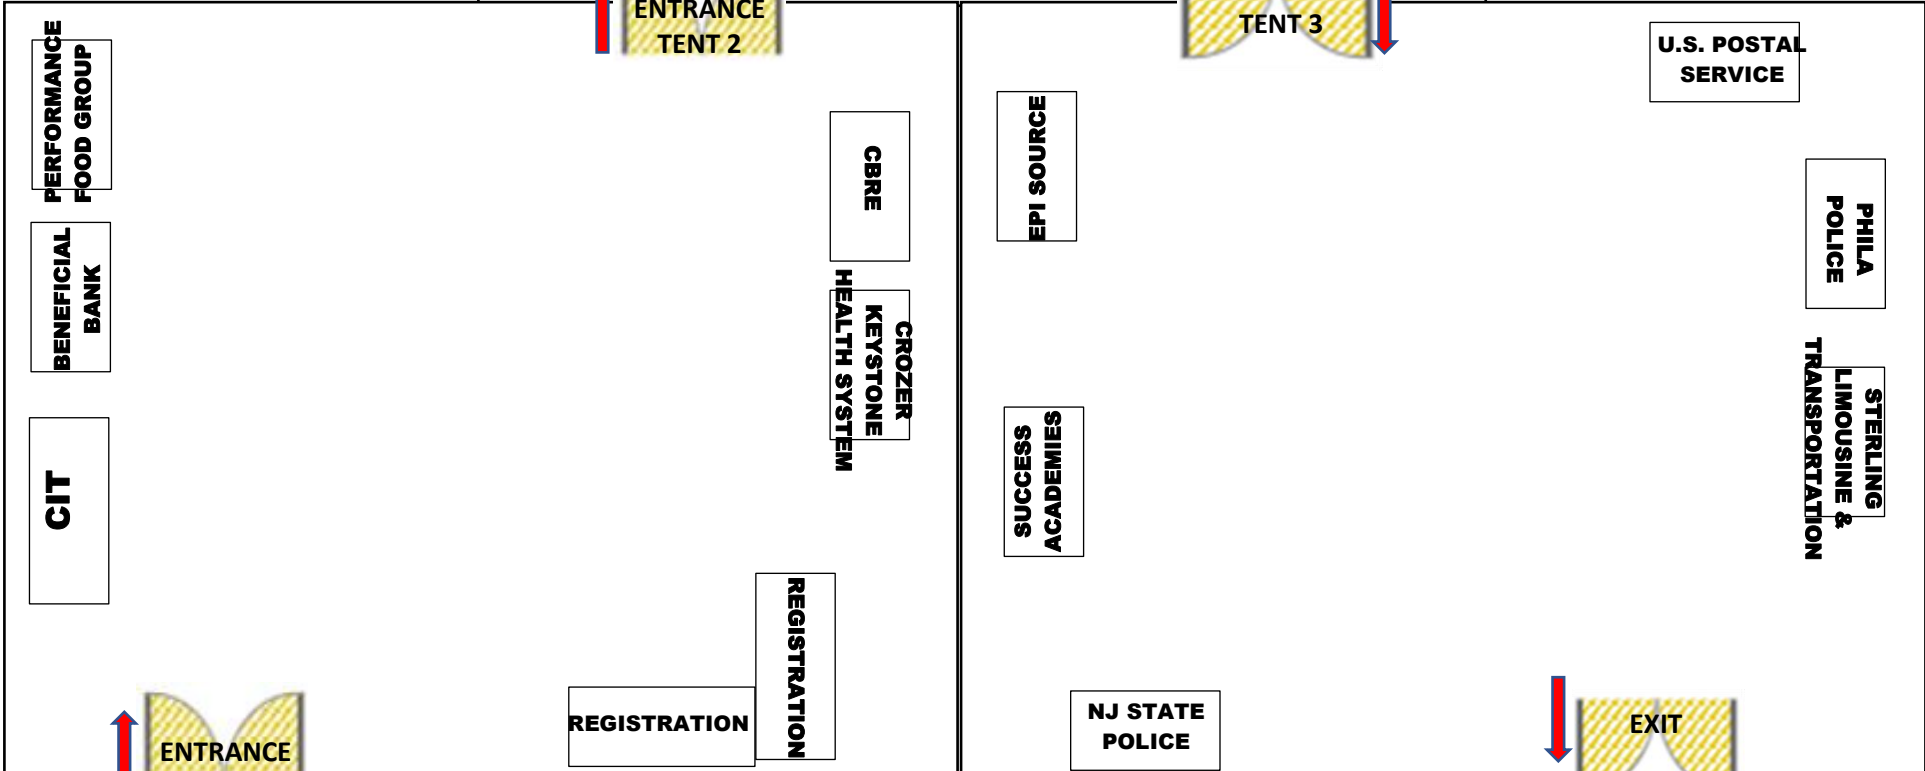 ENTRANCE
TENT 2
TENT 3
U.S. POSTAL
SERVICE
PERFORMANCE
FOOD GROUP
CBRE
EPI SOURCE
PHILA
POLICE
BENEFICIAL
BANK
CROZER
KEYSTONE
HEALTH SYSTEM
STERLING
LIMOUSINE &
TRANSPORTATION
CIT
SUCCESS
ACADEMIES
REGISTRATION
REGISTRATION
NJ STATE
POLICE
EXIT
ENTRANCE